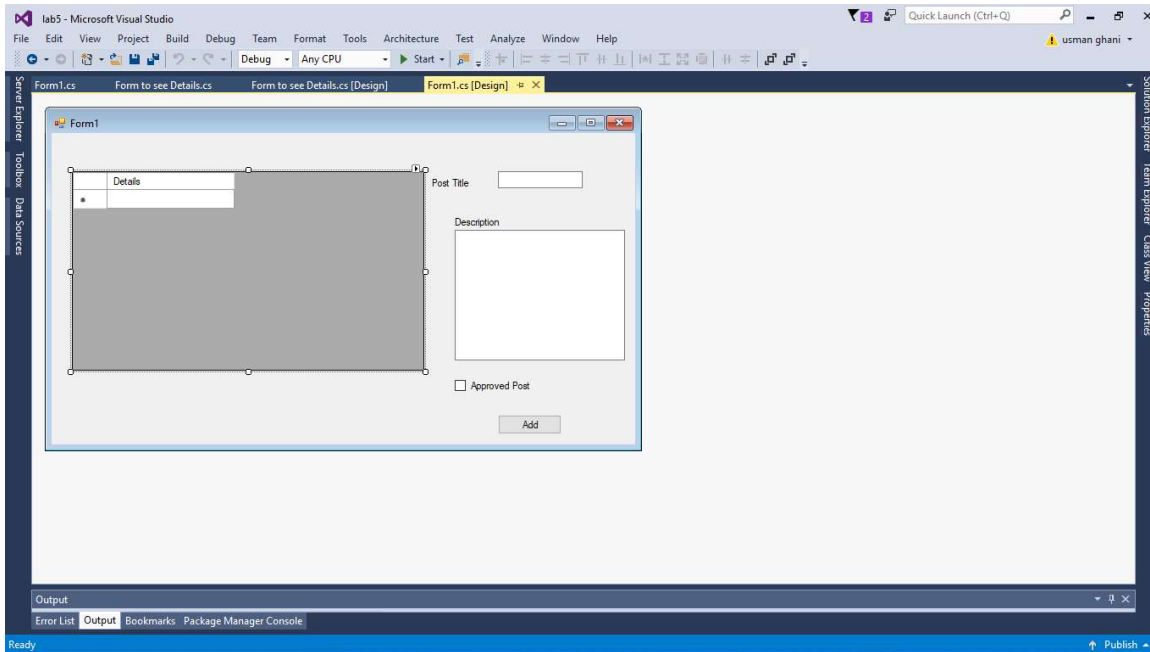 lab5 - Microsoft Visual Studio
2
Quick Launch (Ctrl+Q)
File Edit View Project Build Debug Team Format Tools Architecture Test Analyze Window Help
usman ghani
Debug Any CPU Start
Form1.cs Form to see Details.cs Form to see Details.cs [Design] Form1.cs [Design]
Server Explorer
Toolbox
Data Sources
Form1
Details
Post Title
Description
Approved Post
Add
Solution Explorer
Team Explorer
Class View
Properties
Output
Error List Output Bookmarks Package Manager Console
Ready
Publish